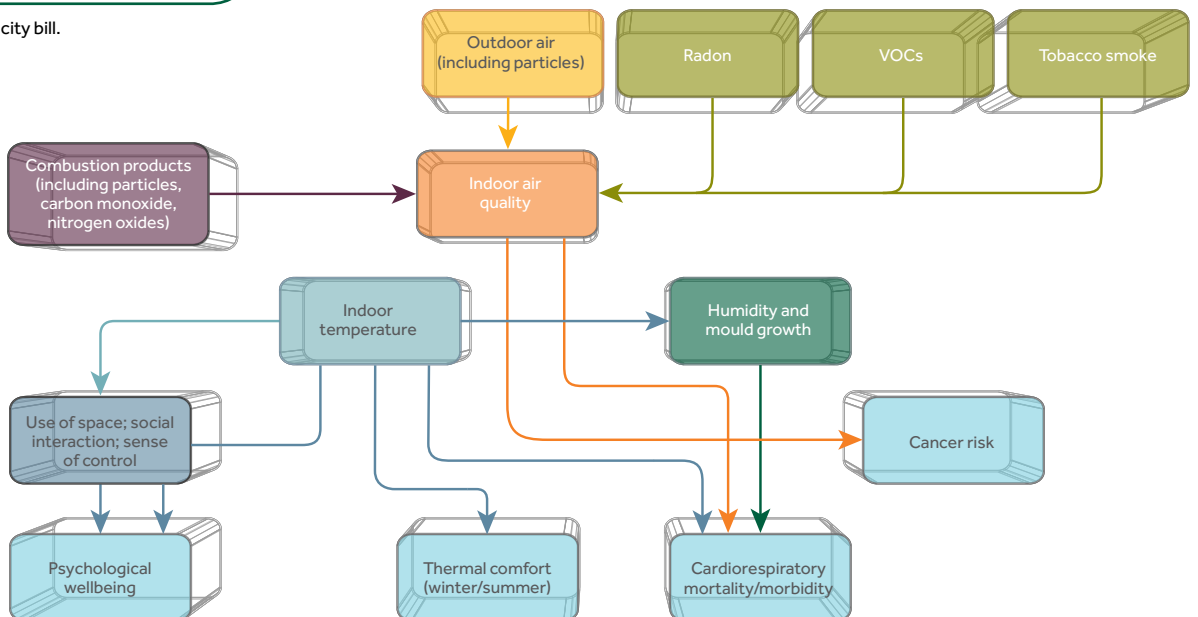 city bill.
Outdoor air
(including particles)
Radon
VOCs
Tobacco smoke
Combustion products
(including particles,
carbon monoxide,
nitrogen oxides)
Indoor air
quality
Indoor
temperature
Humidity and
mould growth
Use of space; social
interaction; sense
of control
Cancer risk
Psychological
wellbeing
Thermal comfort
(winter/summer)
Cardiorespiratory
mortality/morbidity